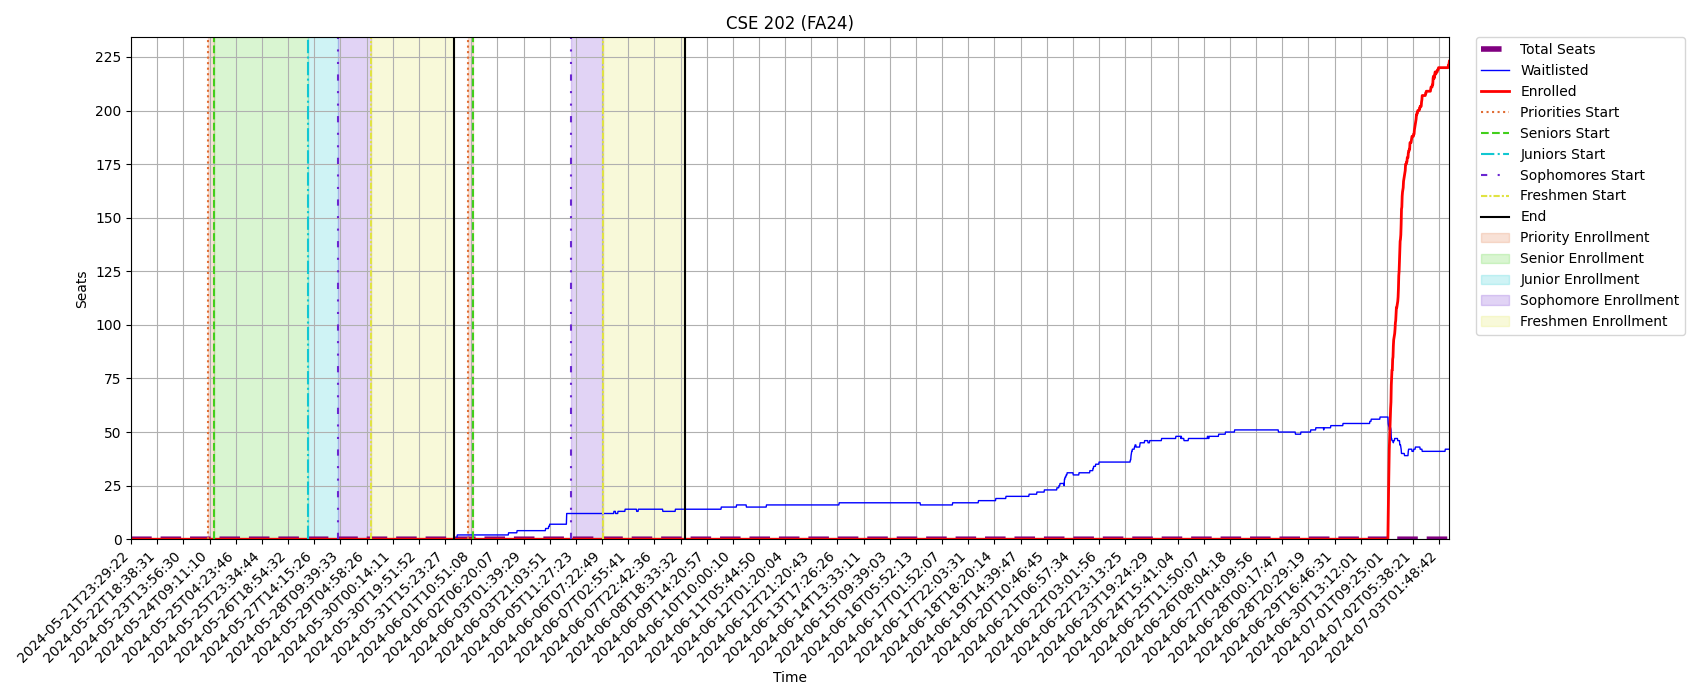 CSE 202 (FA24)
Seats
225
200
175
150
125
100
75
50
25
0
2024-05-21T23:29:22
2024-05-22T18:38:31
2024-05-23T13:56:30
2024-05-24T09:11:10
2024-05-25T04:23:46
2024-05-25T23:34:44
2024-05-26T18:54:32
2024-05-27T14:15:26
2024-05-28T09:39:33
2024-05-29T04:58:26
2024-05-30T00:14:11
2024-05-30T19:51:52
2024-05-31T15:23:27
2024-06-01T10:51:08
2024-06-02T06:20:07
2024-06-03T01:39:29
2024-06-03T21:03:51
2024-06-05T11:27:23
2024-06-06T07:22:49
2024-06-07T02:55:41
2024-06-07T22:42:36
2024-06-08T18:33:32
2024-06-09T14:20:57
2024-06-10T10:00:10
2024-06-11T05:44:50
2024-06-12T01:20:04
2024-06-12T21:20:43
2024-06-14T17:26:26
2024-06-15T13:33:11
2024-06-15T09:39:03
2024-06-16T05:52:13
2024-06-17T01:52:07
2024-06-17T22:03:31
2024-06-18T18:20:14
2024-06-19T14:39:47
2024-06-20T10:46:45
2024-06-21T06:57:34
2024-06-22T03:01:56
2024-06-22T23:13:25
2024-06-23T19:24:29
2024-06-24T15:41:04
2024-06-25T11:50:07
2024-06-26T08:04:18
2024-06-27T04:09:56
2024-06-28T00:17:47
2024-06-28T20:29:19
2024-06-29T16:46:31
2024-06-30T13:12:01
2024-07-01T09:25:01
2024-07-02T05:38:21
2024-07-03T01:48:42
Time
Total Seats
Waitlisted
Enrolled
Priorities Start
Seniors Start
Juniors Start
Sophomores Start
Freshmen Start
End
Priority Enrollment
Senior Enrollment
Junior Enrollment
Sophomore Enrollment
Freshmen Enrollment